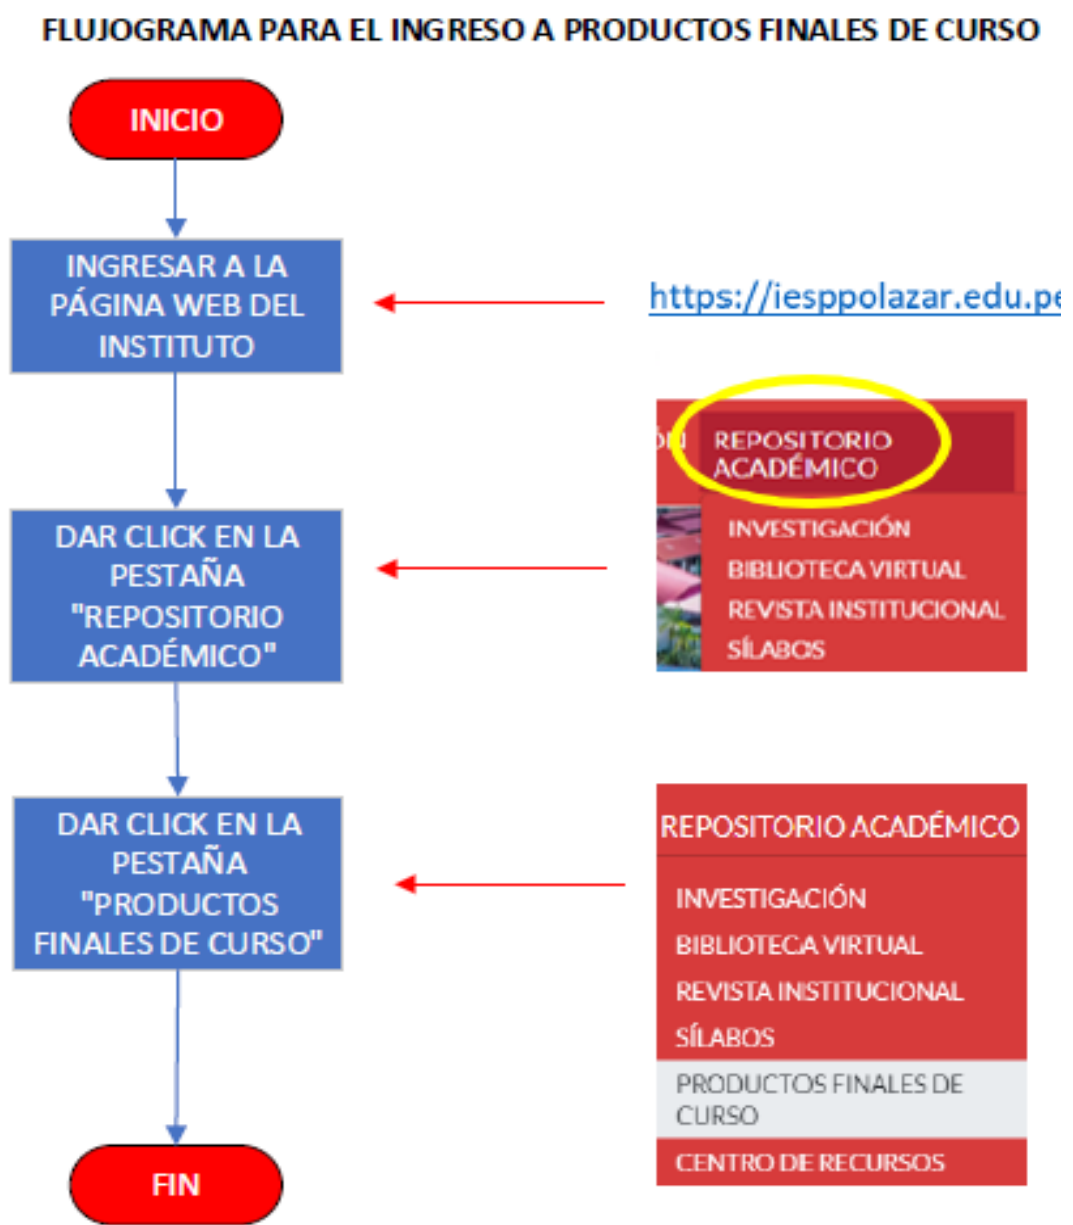 FLUJOGRAMA PARA EL INGRESO A PRODUCTOS FINALES DE CURSO
INICIO
INGRESAR A LA
PÁGINA WEB DEL
INSTITUTO
https://iesppolazar.edu.pe
REPOSITORIO
ACADÉMICO
INVESTIGACIÓN
BIBLIOTECA VIRTUAL
REVISTA INSTITUCIONAL
SÍLABOS
DAR CLICK EN LA
PESTAÑA
"REPOSITORIO
ACADÉMICO"
DAR CLICK EN LA
PESTAÑA
"PRODUCTOS
FINALES DE CURSO"
REPOSITORIO ACADÉMICO
INVESTIGACIÓN
BIBLIOTECA VIRTUAL
REVISTA INSTITUCIONAL
SÍLABOS
PRODUCTOS FINALES DE
CURSO
CENTRO DE RECURSOS
FIN